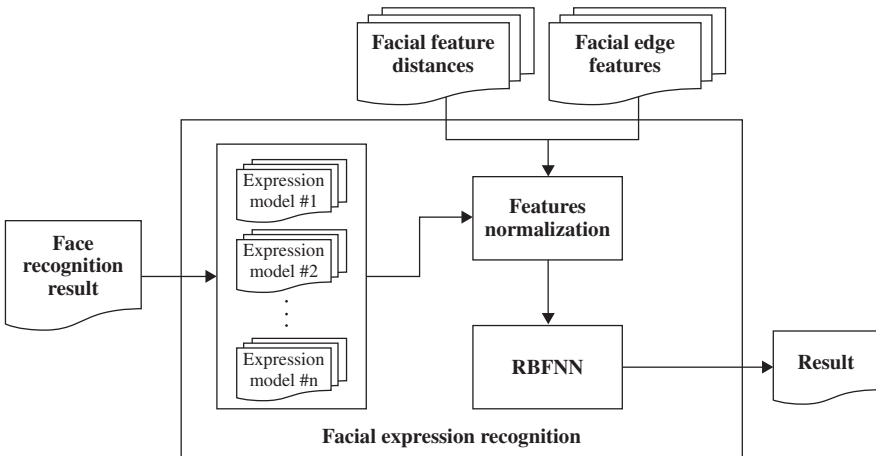 Facial feature
distances
Facial edge
features
Expression
model #1
Expression
model #2
Expression
model #n
Face
recognition
result
Features
normalization
RBFNN
Result
Facial expression recognition